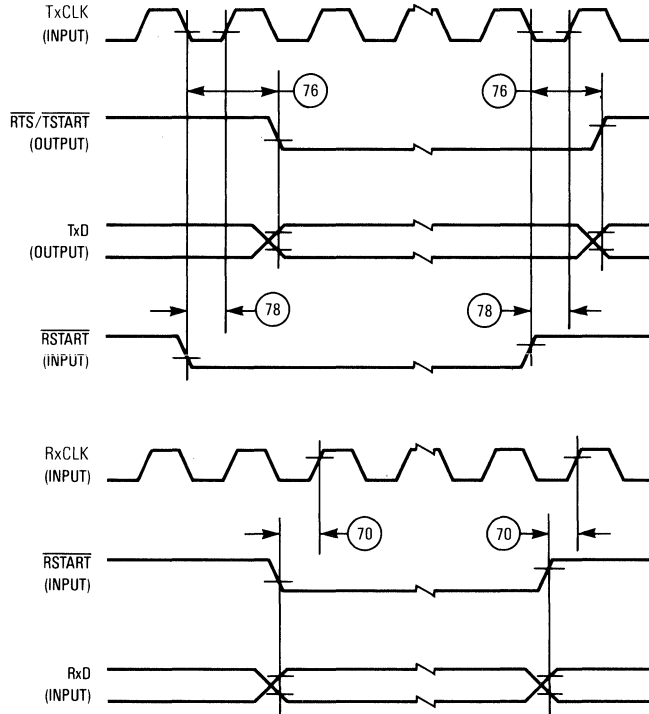 TxCLK
(INPUT)
76
76
RTS/TSTART
(OUTPUT)
TxD
(OUTPUT)
78
78
RSTART
(INPUT)
RxCLK
(INPUT)
70
70
RSTART
(INPUT)
RxD
(INPUT)